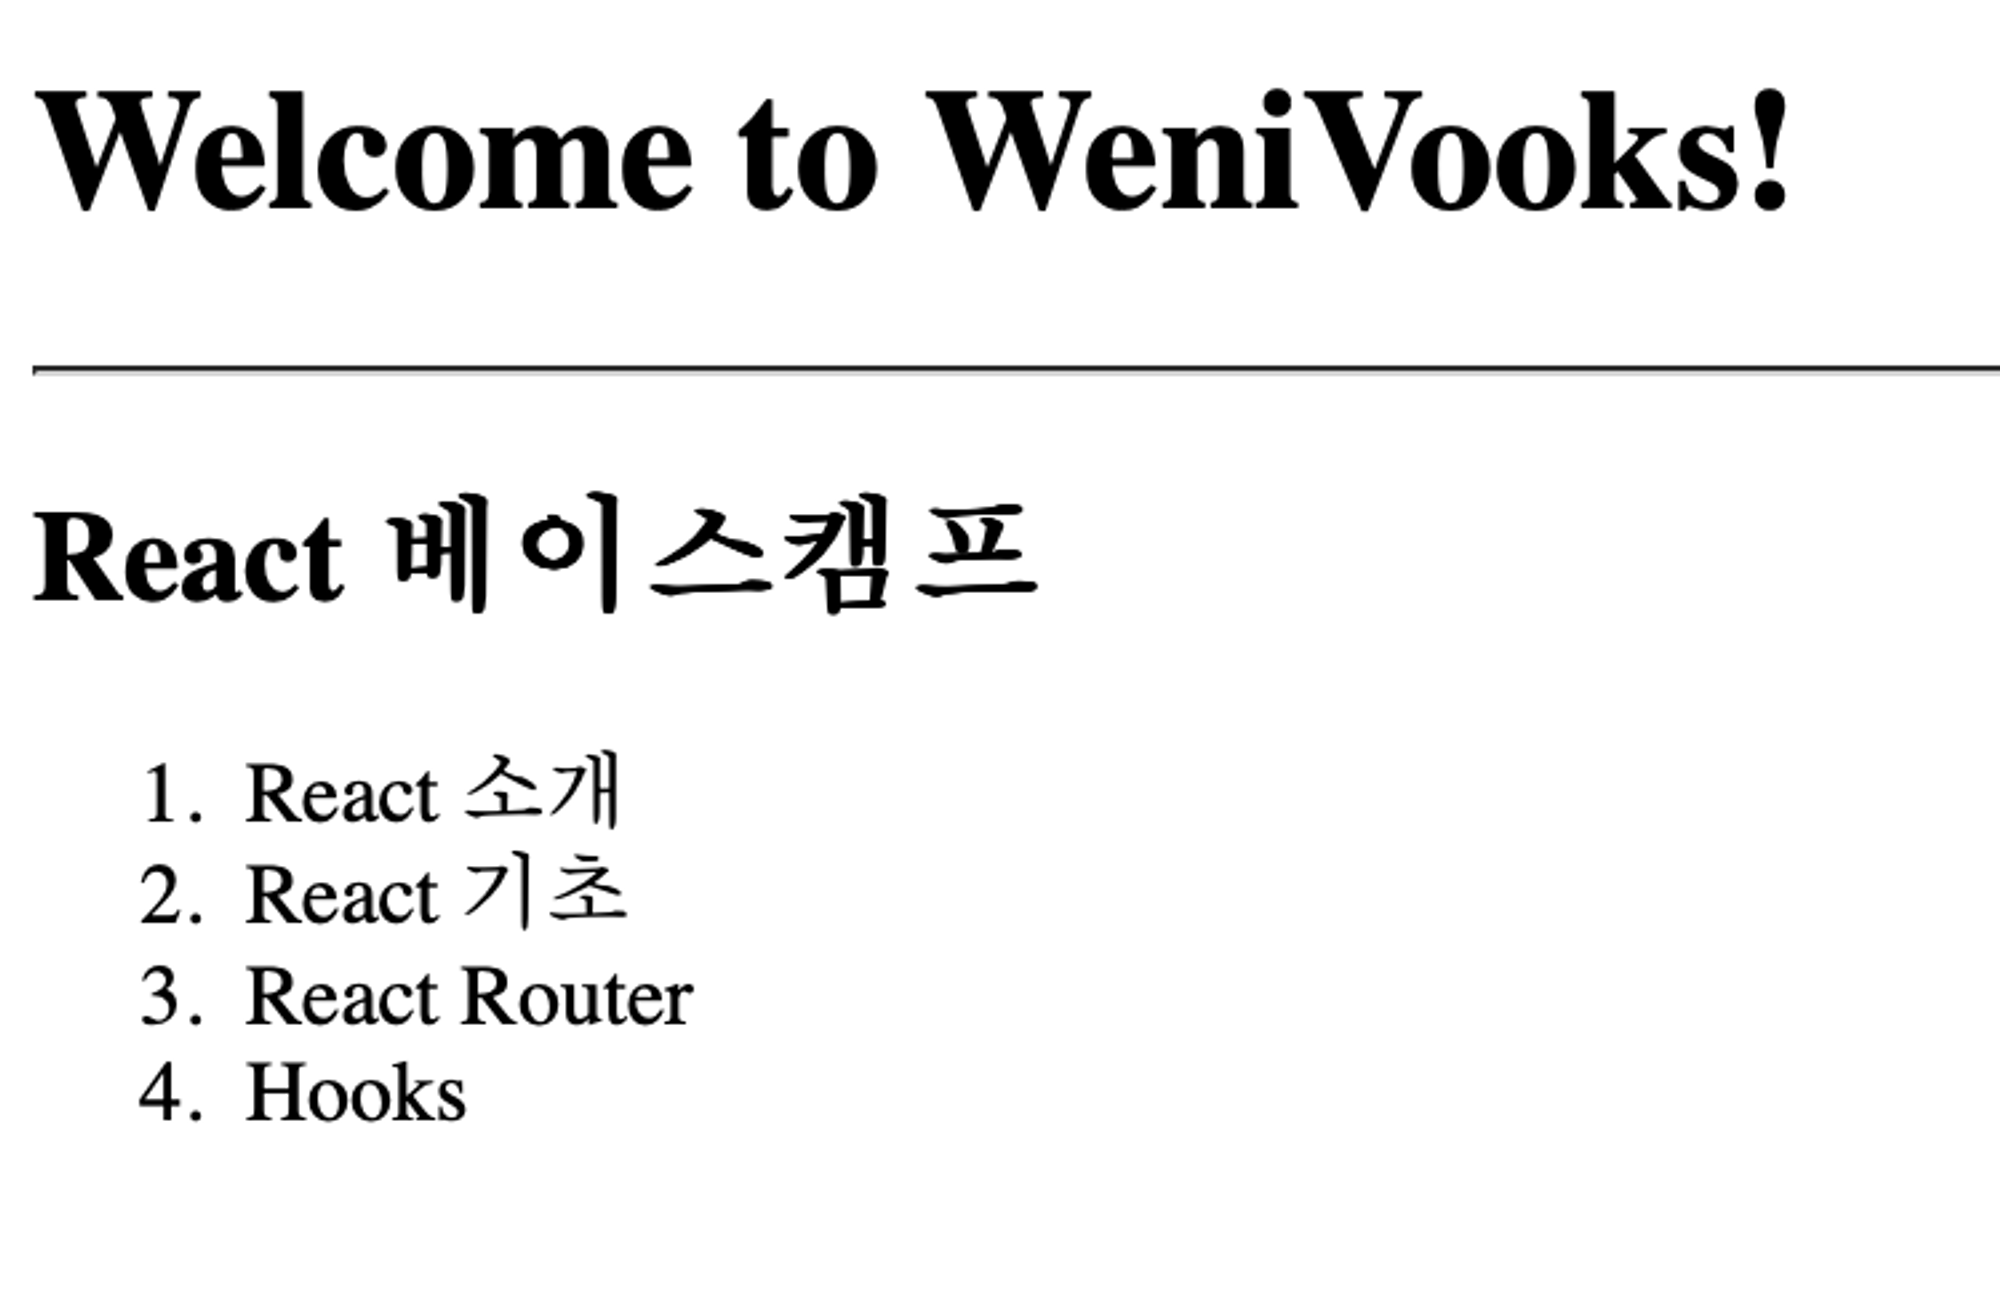 Welcome to WeniVooks!
React 베이스캠프
1. React 소개
2. React 기초
3. React Router
4. Hooks